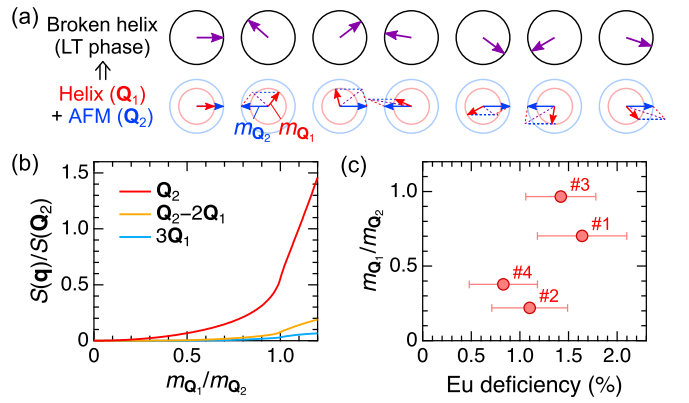 (a)
Broken helix
(LT phase)
⇑
Helix (Q1)
+ AFM (Q2)
mQ2
mQ1
(b)
1.5
1.0
0.5
0
S(q)/S(Q2)
Q2
Q2–2Q1
3Q1
0
0.5
1.0
mQ1/mQ2
(c)
1.0
0.5
0
mQ1/mQ2
#3
#1
#4
#2
0
0.5
1.0
1.5
2.0
Eu deficiency (%)